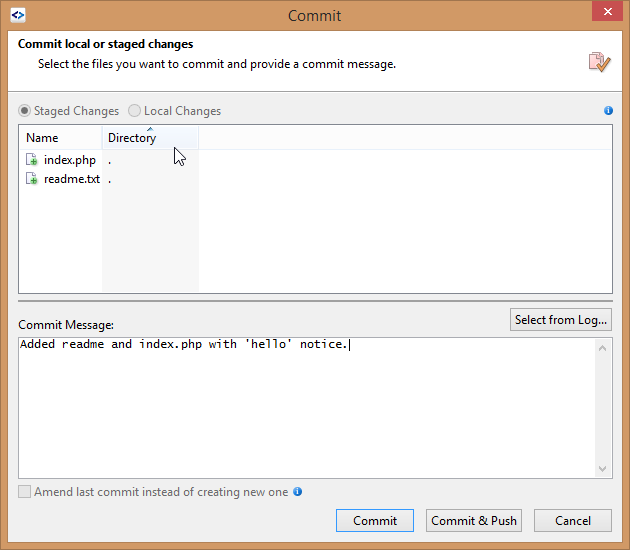 Commit
Commit local or staged changes
Select the files you want to commit and provide a commit message.
Staged Changes Local Changes
Name Directory
index.php .
readme.txt .
Select from Log...
Commit Message:
Added readme and index.php with 'hello' notice.
Amend last commit instead of creating new one
Commit Commit & Push Cancel